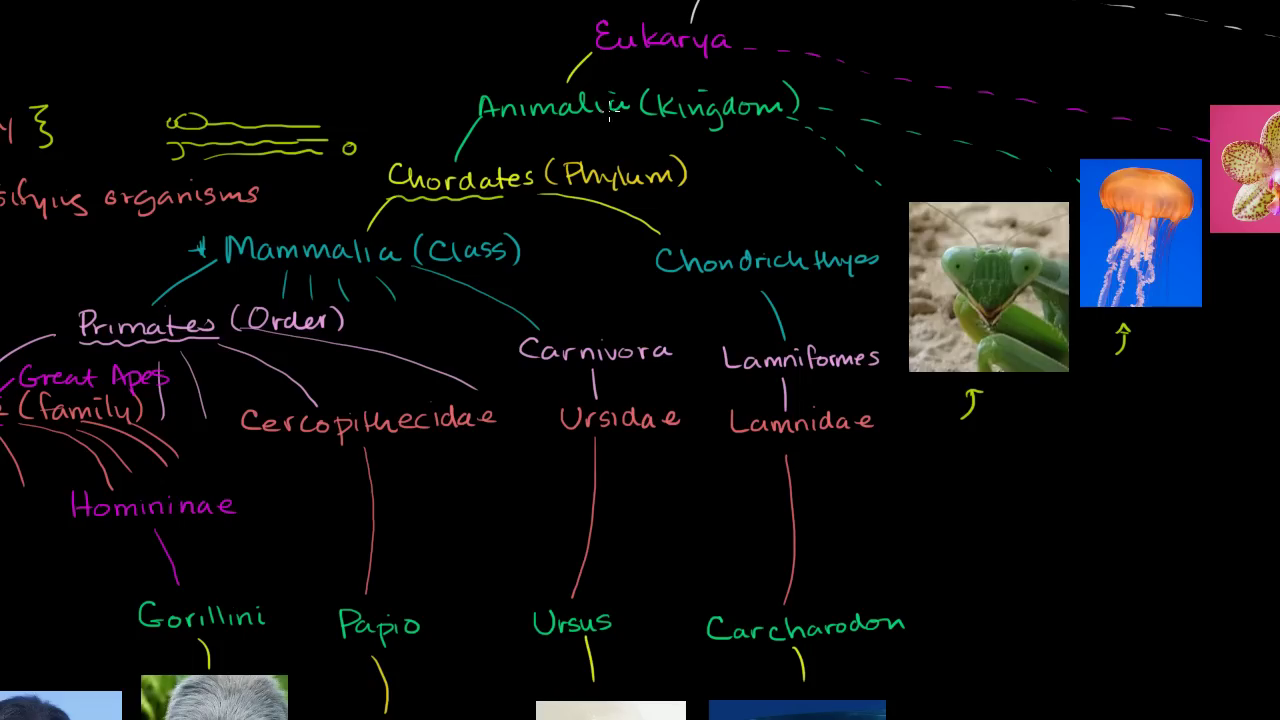 Eukarya
Animalia (Kingdom)
Chordates (Phylum)
organisms
Mammalia (Class)
Chondrichthyes
Primates (Order)
Carnivora
Lamniformes
Great Apes
(family)
Cercopithecidae
Ursidae
Lamnidae
Homininae
Gorillini
Papio
Ursus
Carcharodon